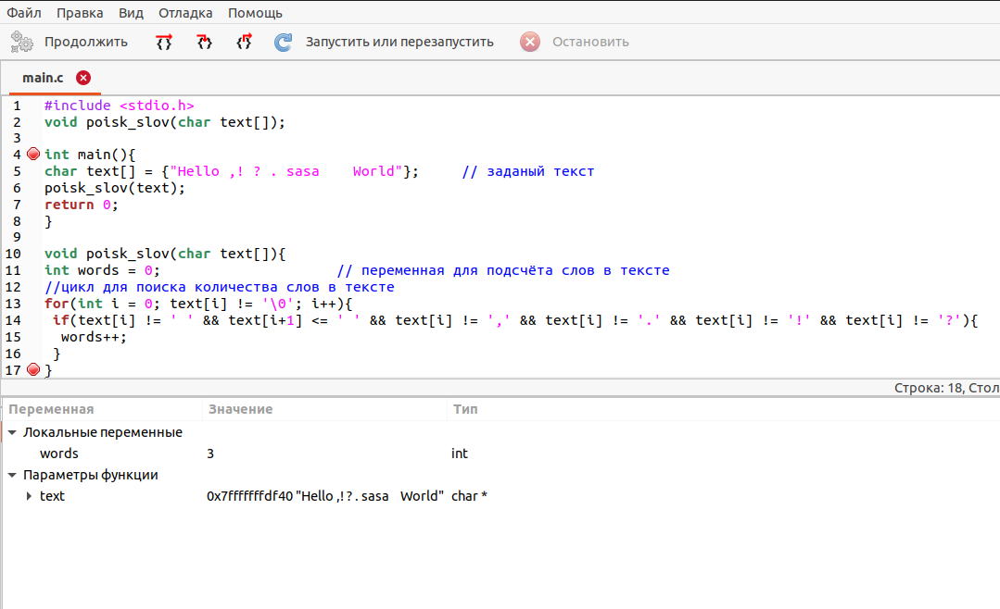 Файл Правка Вид Отладка Помощь
Продолжить Запустить или перезапустить Остановить
main.c
1 #include <stdio.h>
2 void poisk_slov(char text[]);
3
4 int main(){
5 char text[] = {"Hello ,! ? . sasa    World"};     // заданый текст
6 poisk_slov(text);
7 return 0;
8 }
9
10 void poisk_slov(char text[]){
11 int words = 0;                     // переменная для подсчёта слов в тексте
12 //цикл для поиска количества слов в тексте
13 for(int i = 0; text[i] != '\0'; i++){
14  if(text[i] != ' ' && text[i+1] <= ' ' && text[i] != ',' && text[i] != '.' && text[i] != '!' && text[i] != '?'){
15   words++;
16  }
17 }
Строка: 18, Стол
Переменная Значение Тип
Локальные переменные
words 3 int
Параметры функции
text 0x7fffffffdf40 "Hello ,! ? . sasa    World" char *